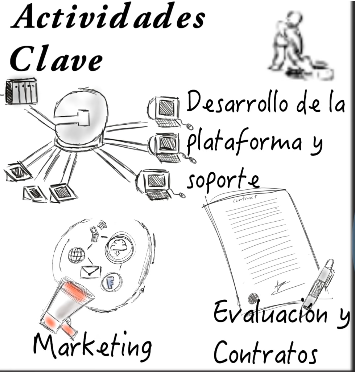 Actividades
Clave
Desarrollo de la
plataforma y
soporte
Marketing
Evaluación y
Contratos